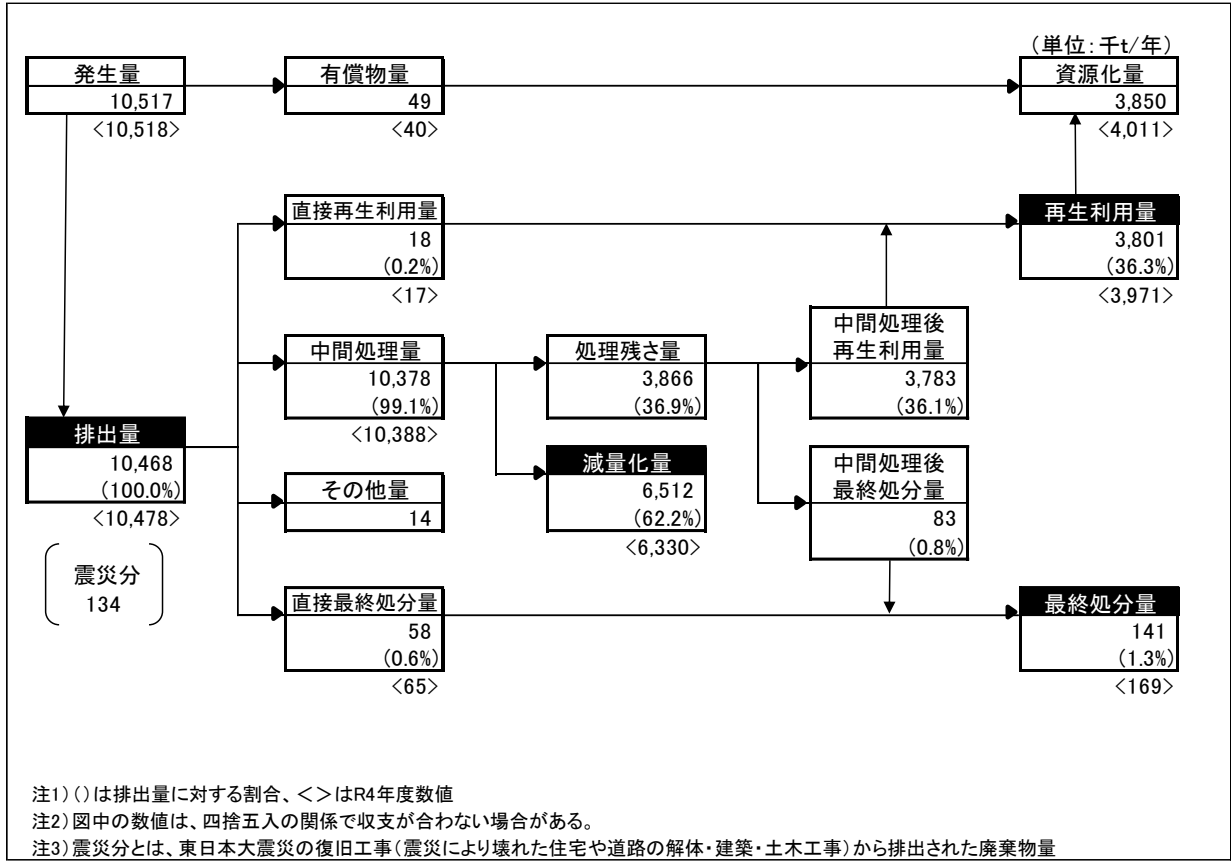 (単位:千t/年)
発生量
10,517
<10,518>
有償物量
49
<40>
資源化量
3,850
<4,011>
直接再生利用量
18
(0.2%)
<17>
再生利用量
3,801
(36.3%)
<3,971>
中間処理量
10,378
(99.1%)
<10,388>
処理残さ量
3,866
(36.9%)
中間処理後
再生利用量
3,783
(36.1%)
排出量
10,468
(100.0%)
<10,478>
震災分
134
その他量
14
減量化量
6,512
(62.2%)
<6,330>
中間処理後
最終処分量
83
(0.8%)
直接最終処分量
58
(0.6%)
<65>
最終処分量
141
(1.3%)
<169>
注1)()は排出量に対する割合、<>はR4年度数値
注2)図中の数値は、四捨五入の関係で収支が合わない場合がある。
注3)震災分とは、東日本大震災の復旧工事(震災により壊れた住宅や道路の解体・建築・土木工事)から排出された廃棄物量